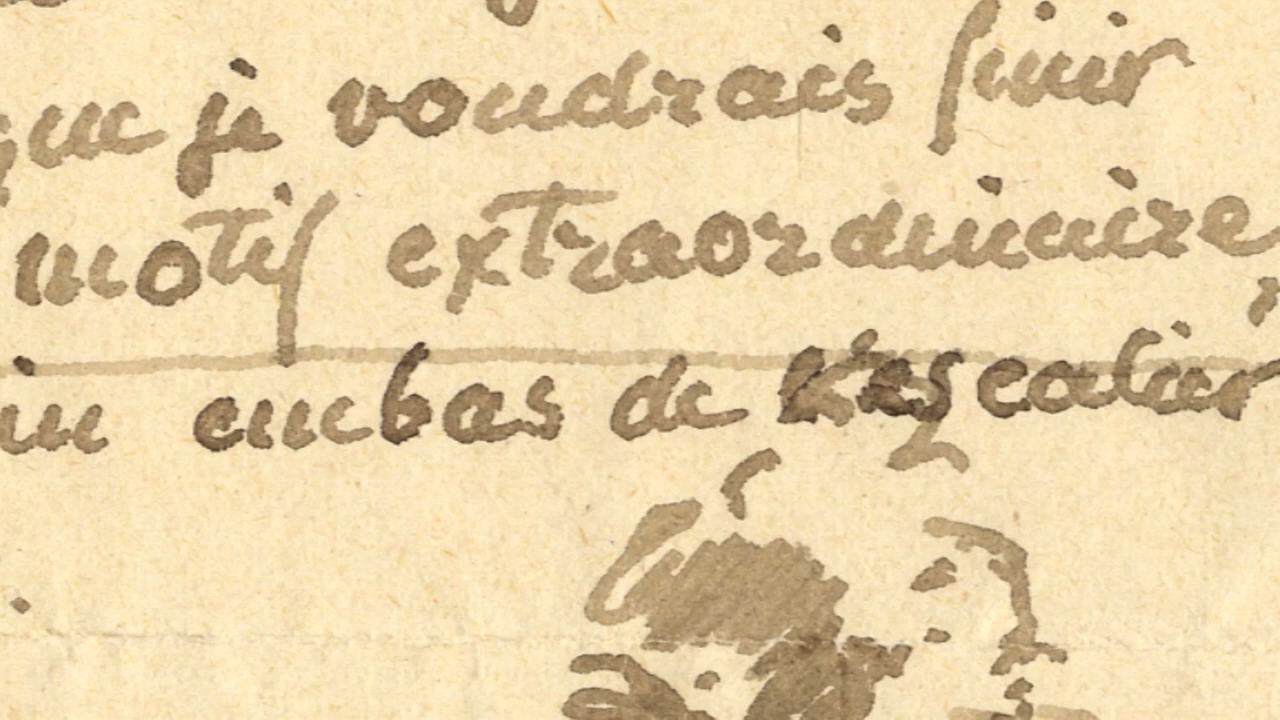 que je voudrais finir
motif extraordinaire
en bas de l'escalier